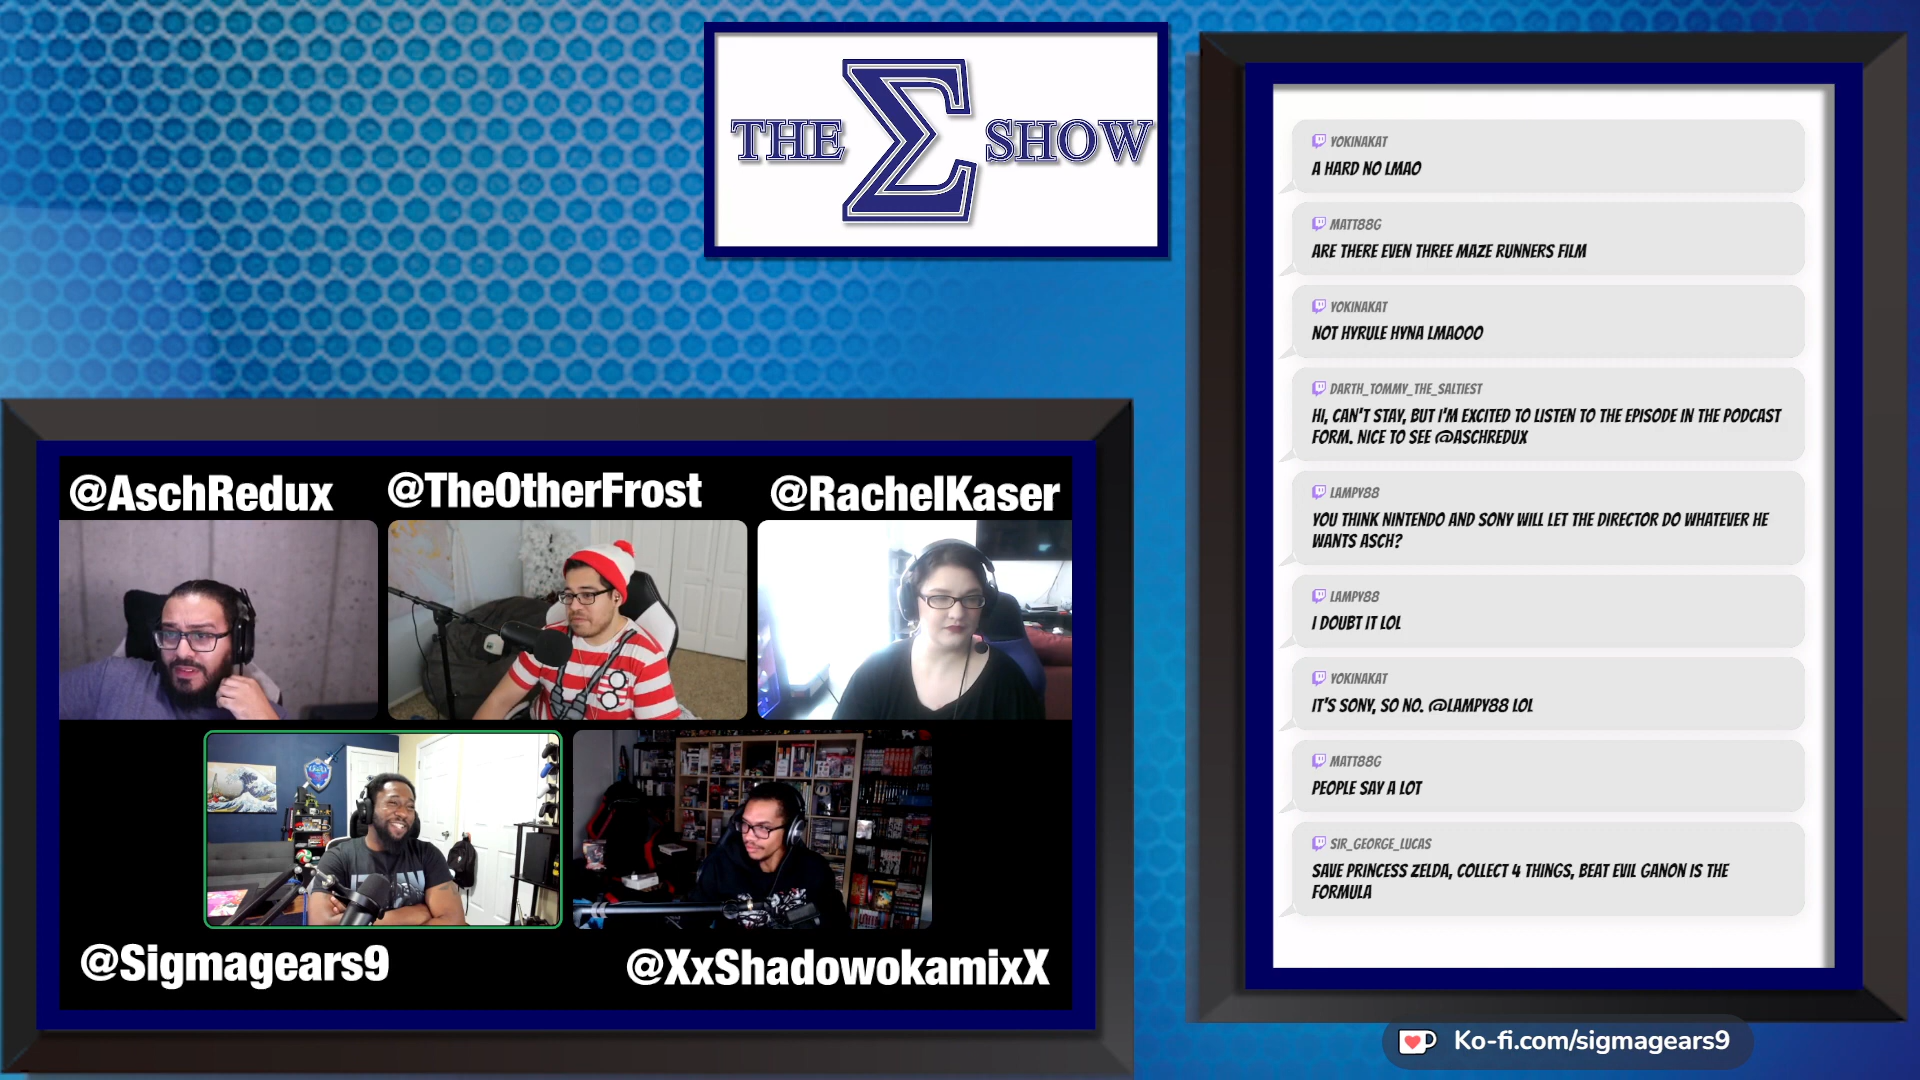 THE Σ SHOW
@AschRedux
@TheOtherFrost
@RachelKaser
@Sigmagears9
@XxShadowokamixX
YOKINAKAT
A HARD NO LMAO
MATT88G
ARE THERE EVEN THREE MAZE RUNNERS FILM
YOKINAKAT
NOT HYRULE HYNA LMAOOO
DARTH_TOMMY_THE_SALTIEST
HI, CAN'T STAY, BUT I'M EXCITED TO LISTEN TO THE EPISODE IN THE PODCAST
FORM. NICE TO SEE @ASCHREDUX
LAMPY88
YOU THINK NINTENDO AND SONY WILL LET THE DIRECTOR DO WHATEVER HE
WANTS ASCH?
LAMPY88
I DOUBT IT LOL
YOKINAKAT
IT'S SONY, SO NO. @LAMPY88 LOL
MATT88G
PEOPLE SAY A LOT
SIR_GEORGE_LUCAS
SAVE PRINCESS ZELDA, COLLECT 4 THINGS, BEAT EVIL GANON IS THE
FORMULA
Ko-fi.com/sigmagears9